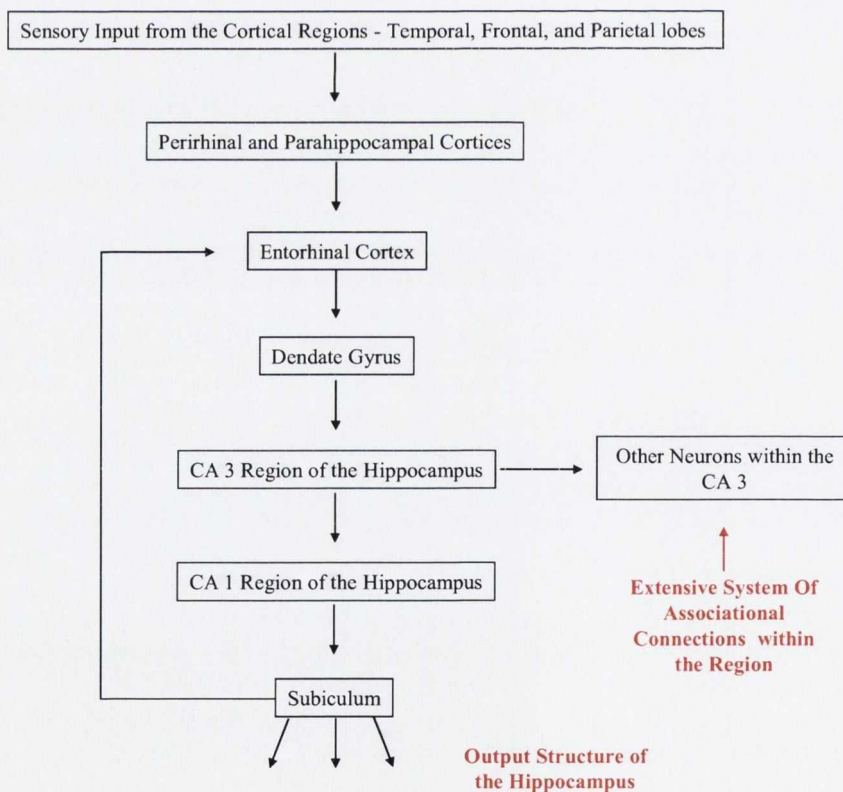 Sensory Input from the Cortical Regions - Temporal, Frontal, and Parietal lobes
Perirhinal and Parahippocampal Cortices
Entorhinal Cortex
Dendate Gyrus
CA 3 Region of the Hippocampus
Other Neurons within the
CA 3
CA 1 Region of the Hippocampus
Extensive System Of
Associational
Connections within
the Region
Subiculum
Output Structure of
the Hippocampus